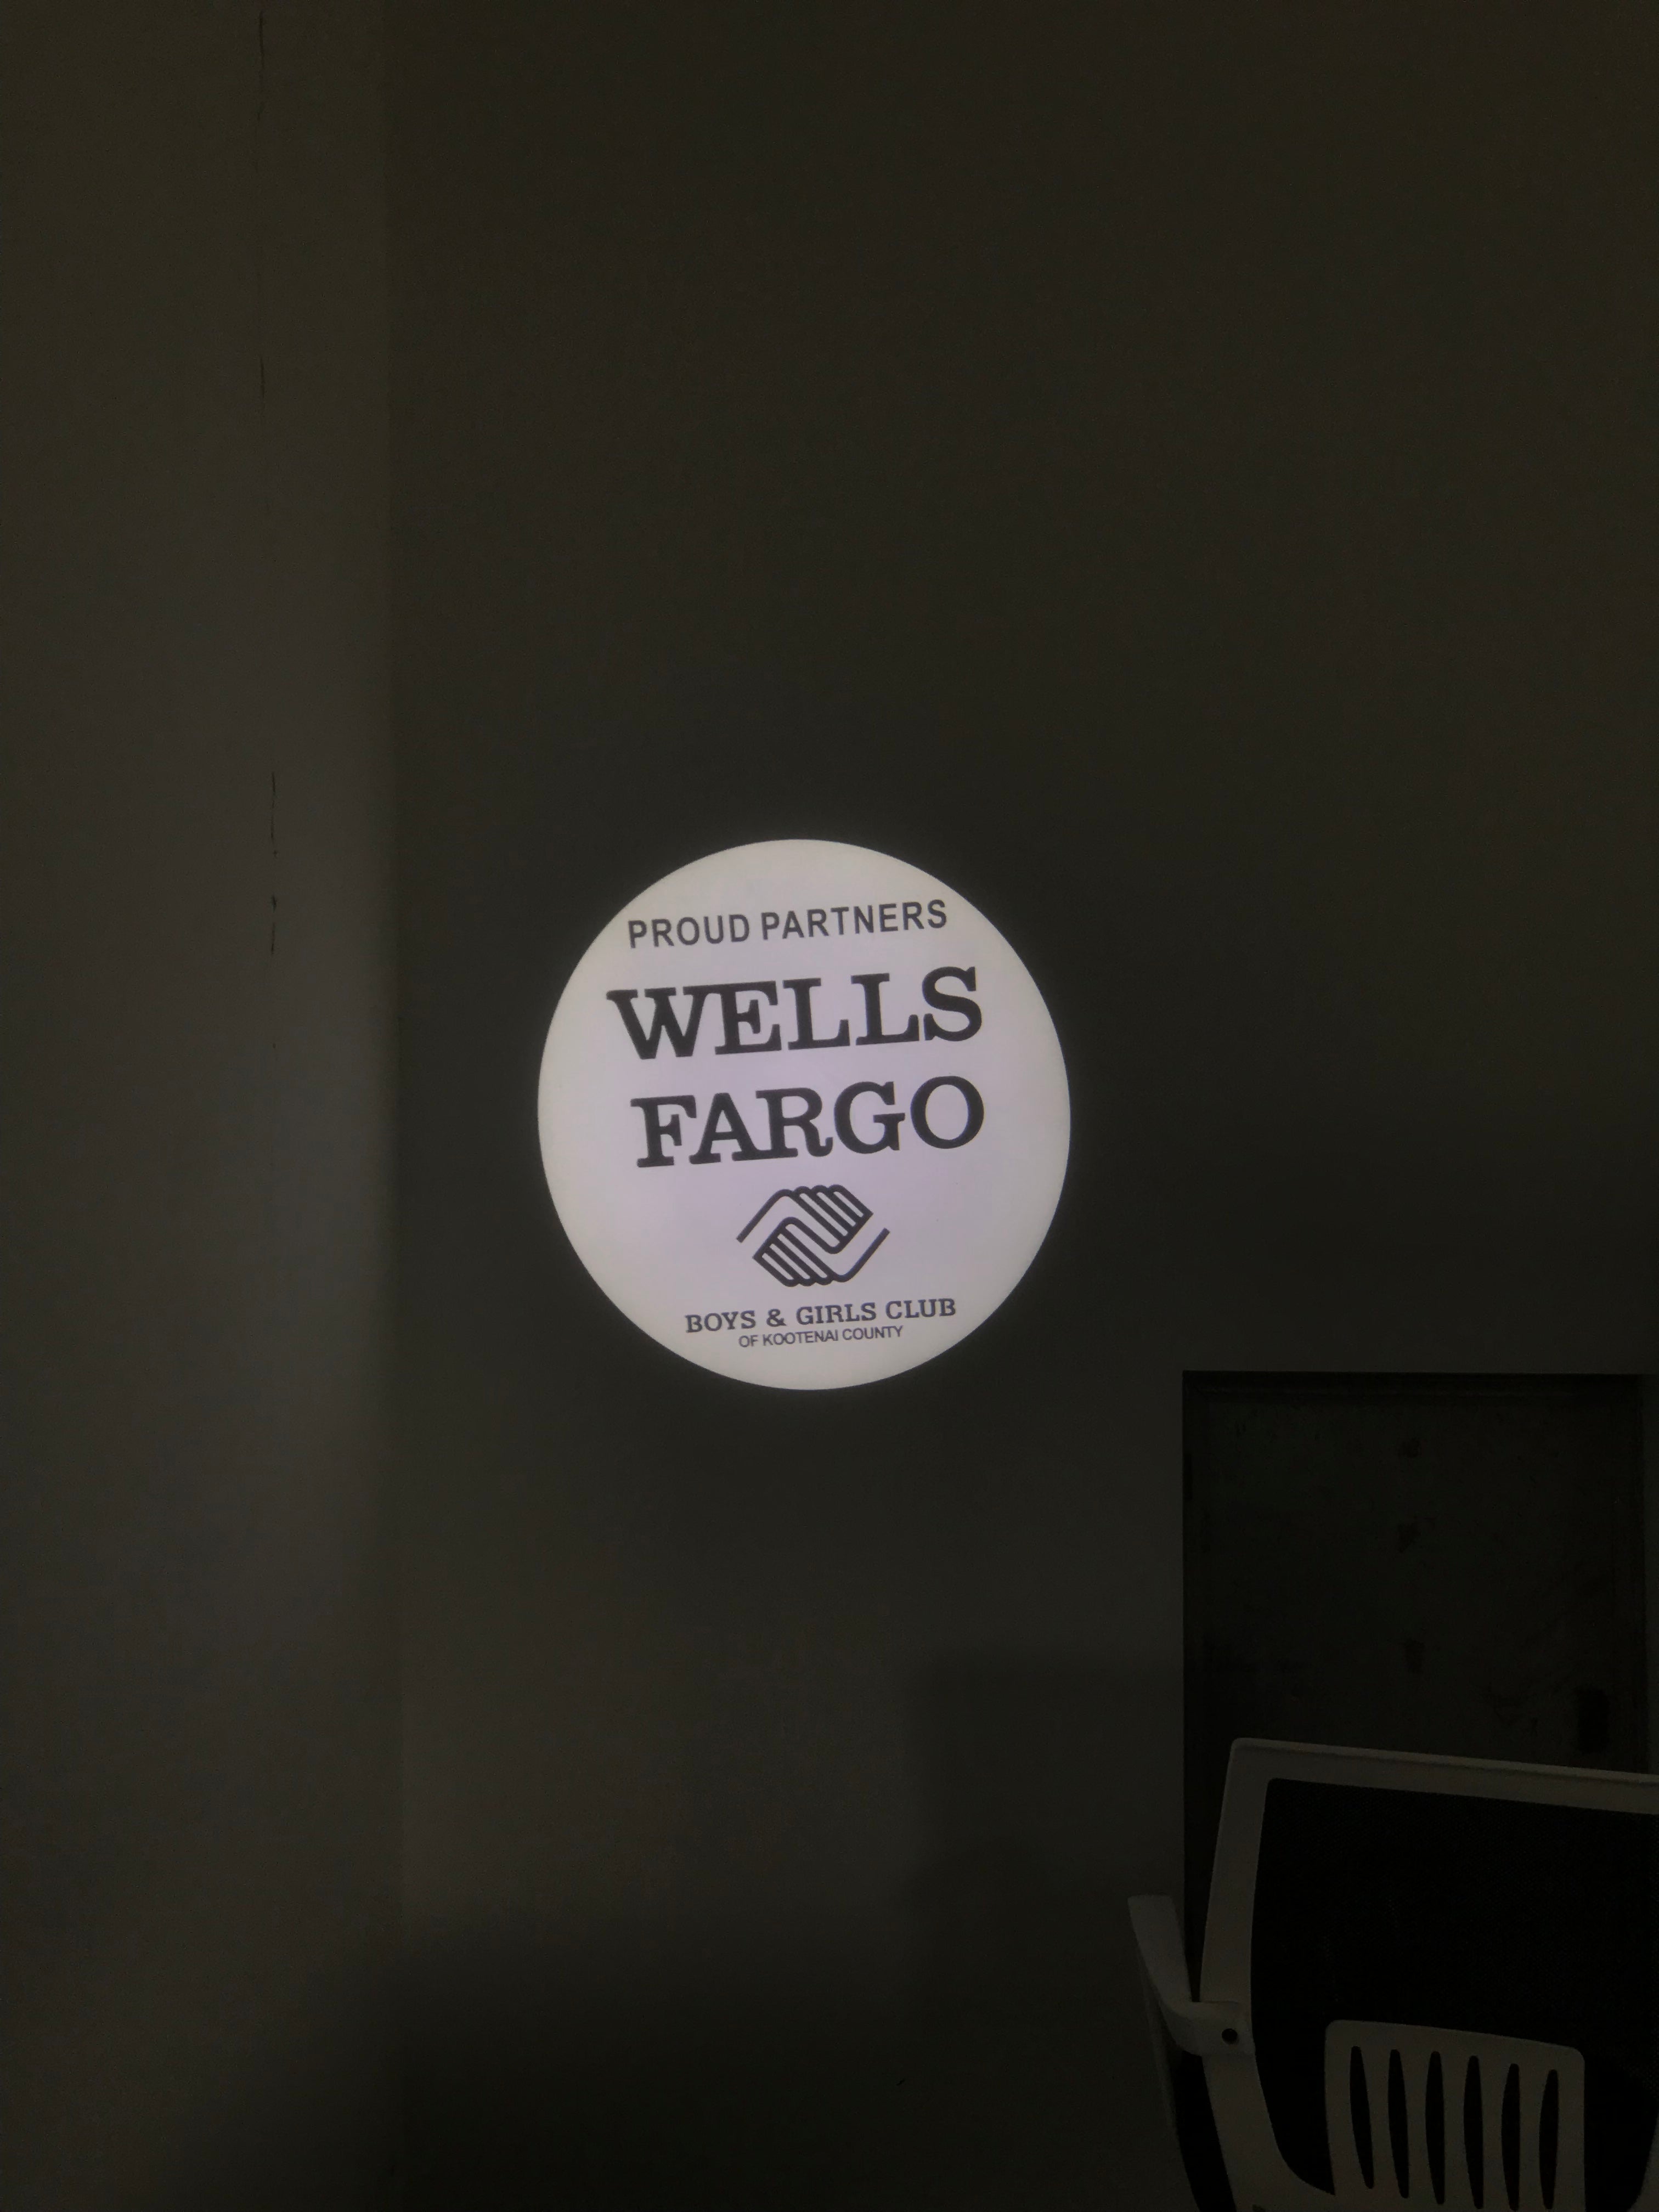 PROUD PARTNERS
WELLS
FARGO
BOYS & GIRLS CLUB
OF KOOTENAI COUNTY